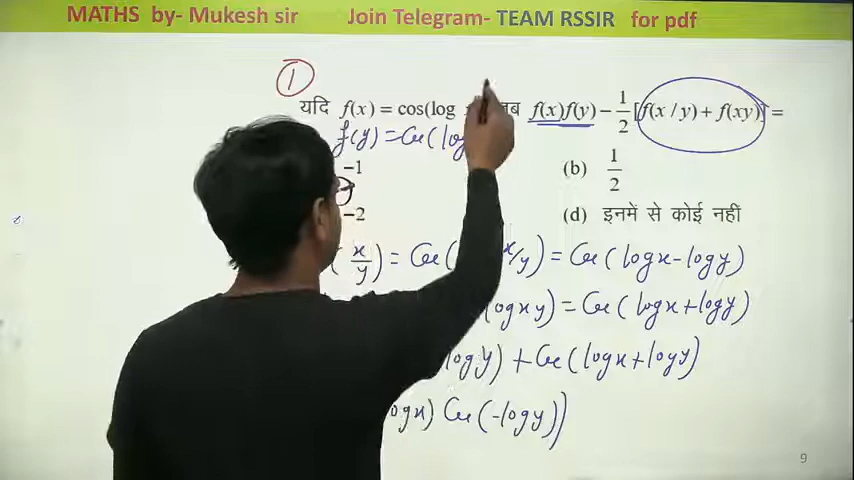 MATHS by- Mukesh sir Join Telegram- TEAM RSSIR for pdf
1
यदि f(x) = cos(log तब f(x)f(y) − 1/2 [f(x / y) + f(xy)] =
f(y) = Cos(log
−1 (b) 1/2
−2 (d) इनमें से कोई नहीं
(x/y) = Cos( x/y) = Cos(logx − logy)
(logxy) = Cos(logx + logy)
logy) + Cos(logx + logy)
ogx) Cos(−logy))
9